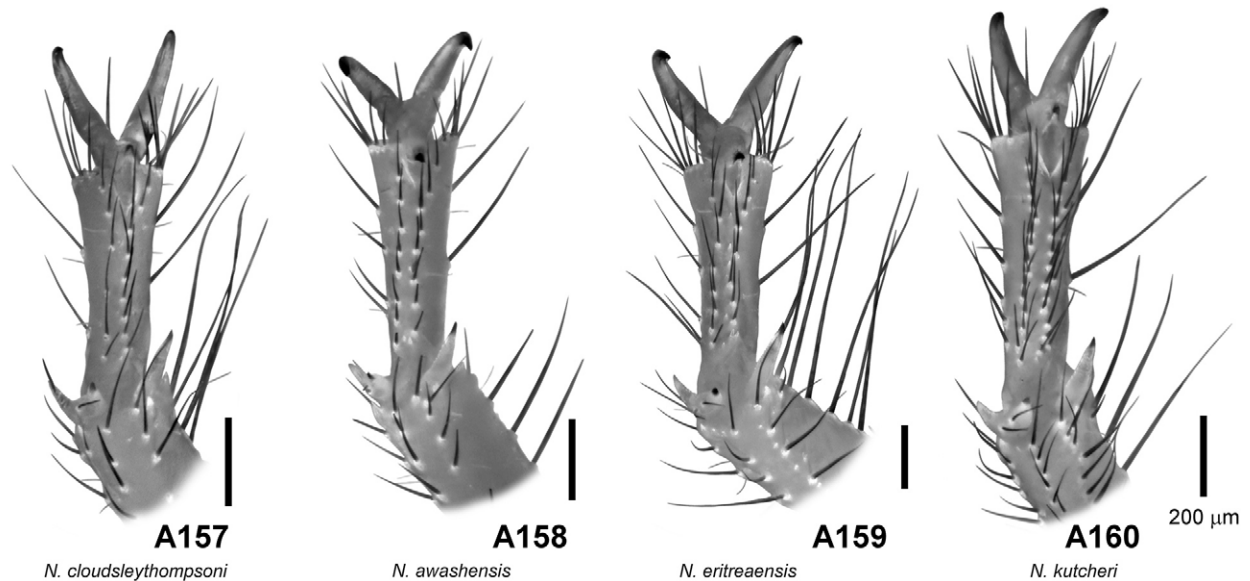 A157
A158
A159
A160
200 μm
N. cloudsleythompsoni
N. awashensis
N. eritreaensis
N. kutcheri